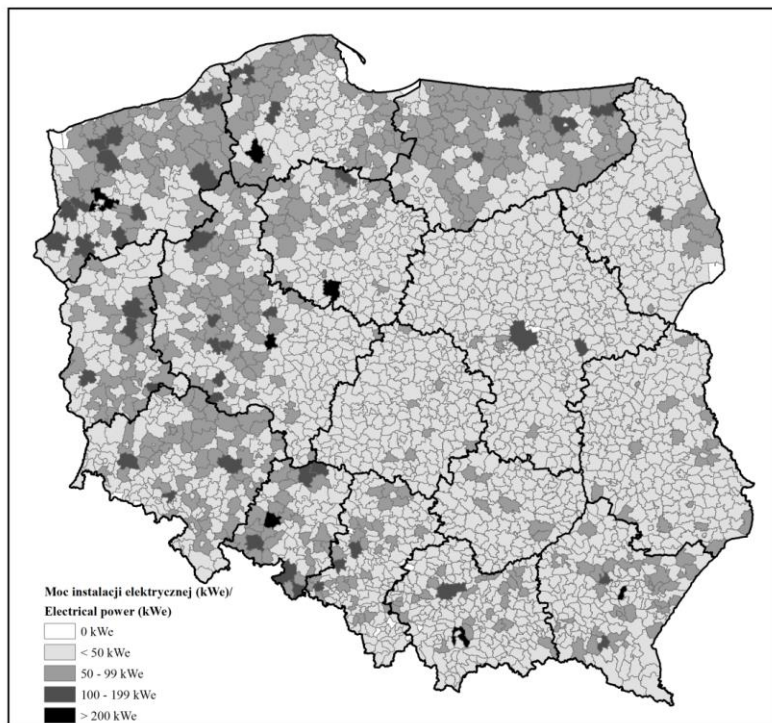 Moc instalacji elektrycznej (kWe)/
Electrical power (kWe)
0 kWe
< 50 kWe
50 - 99 kWe
100 - 199 kWe
> 200 kWe